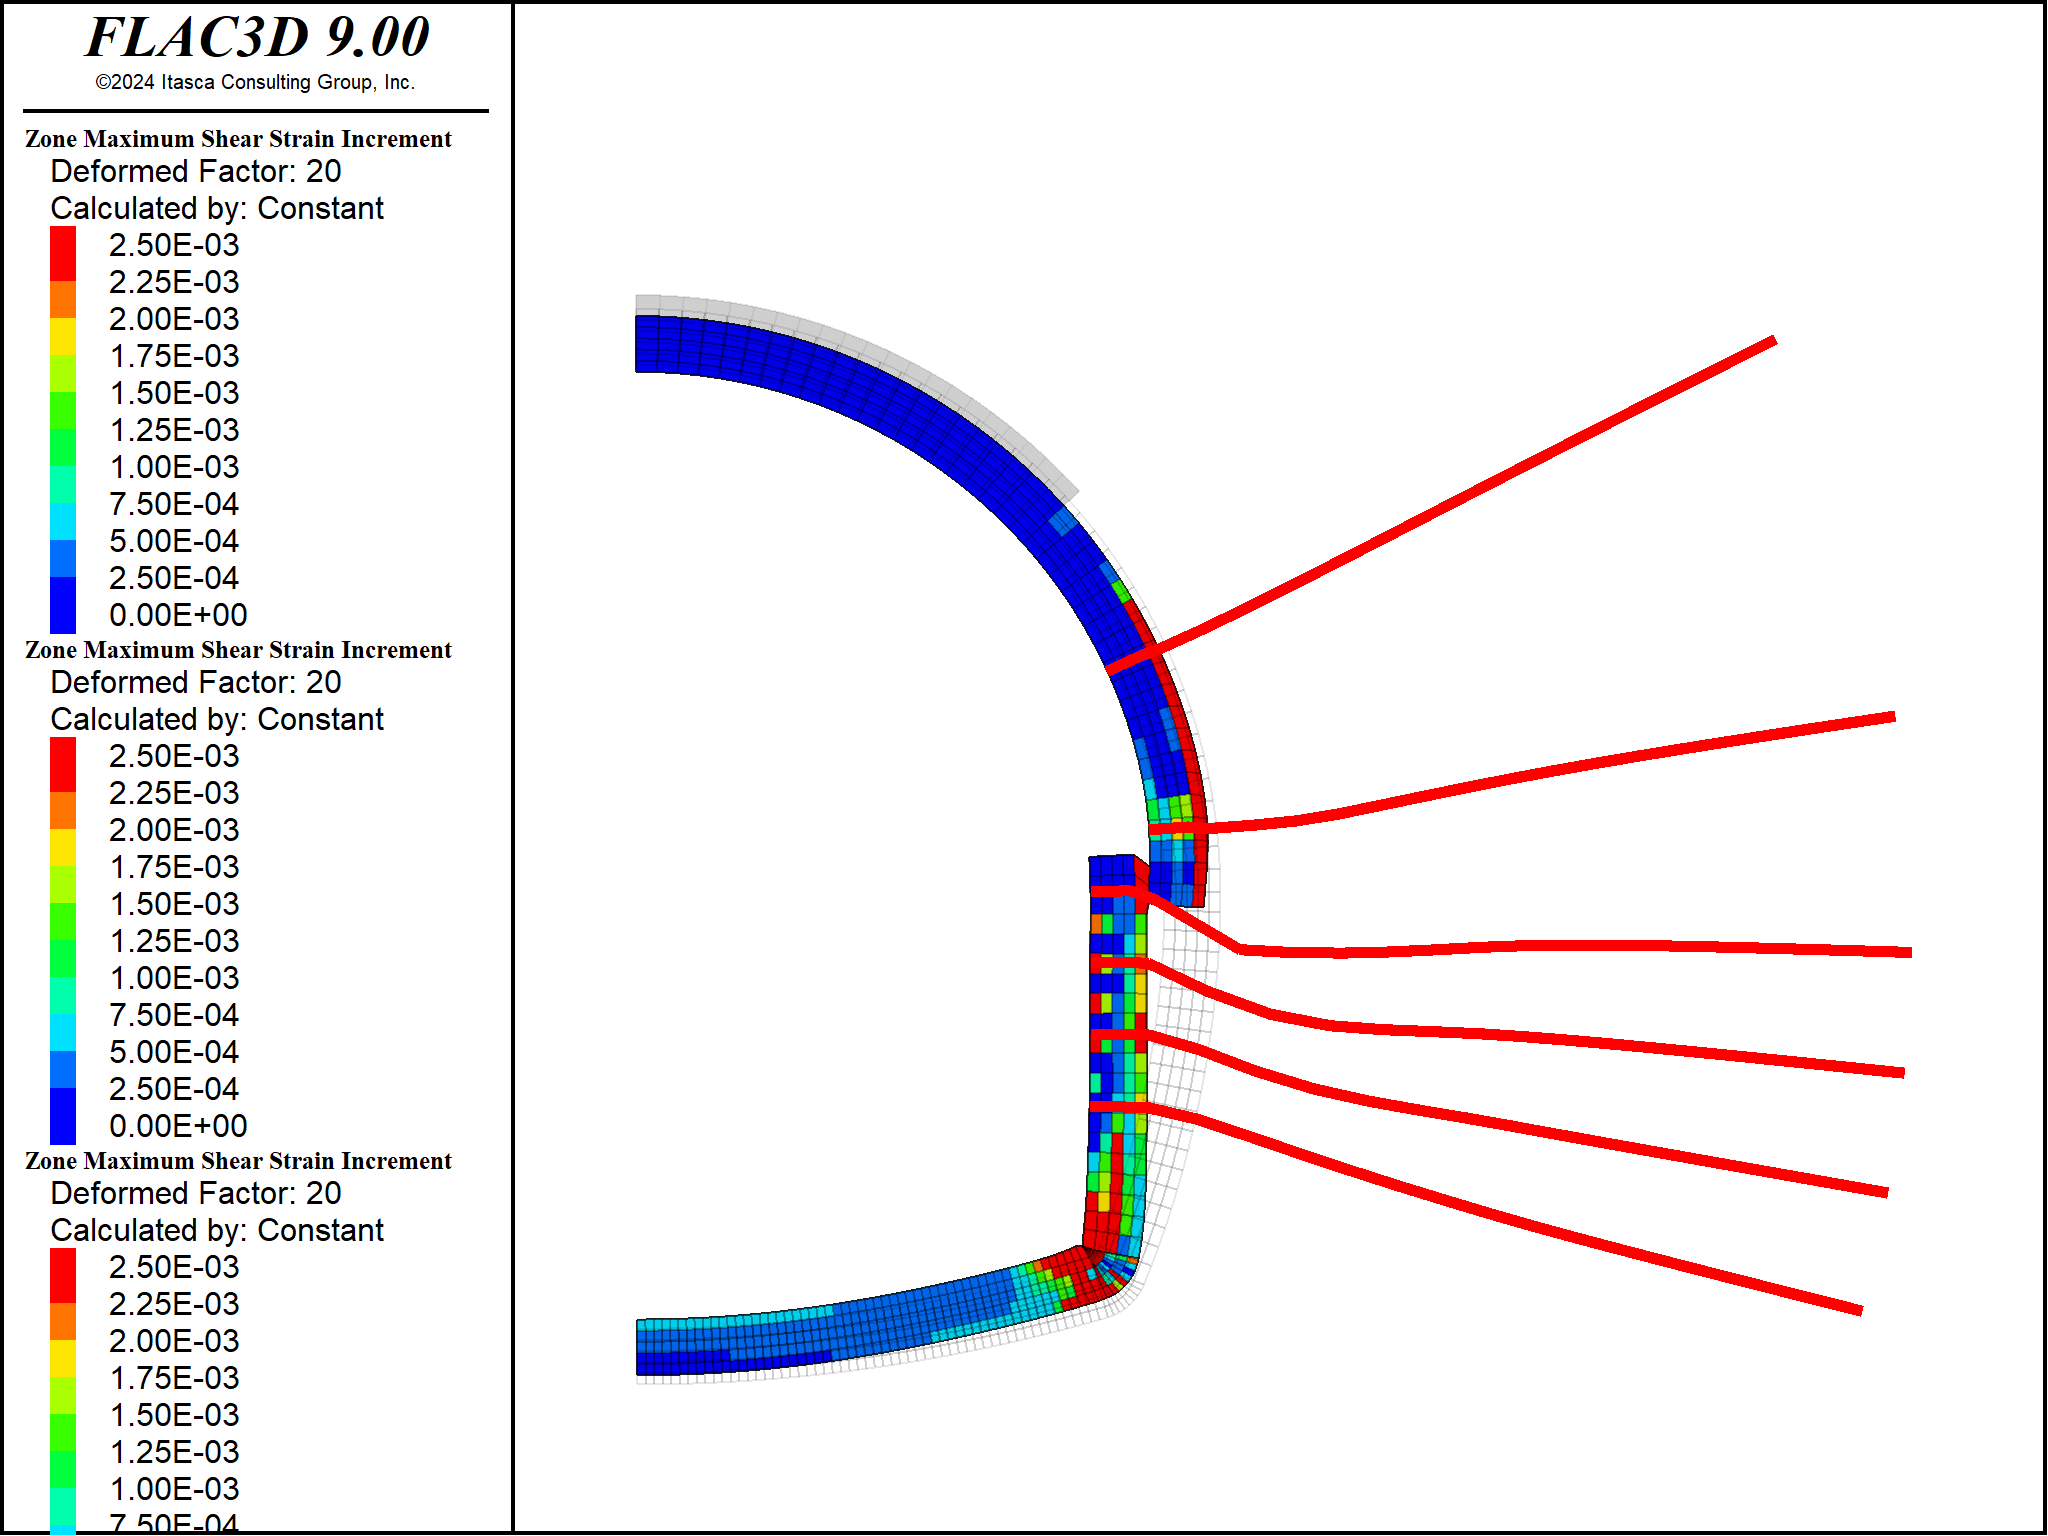 FLAC3D 9.00
©2024 Itasca Consulting Group, Inc.
Zone Maximum Shear Strain Increment
Deformed Factor: 20
Calculated by: Constant
2.50E-03
2.25E-03
2.00E-03
1.75E-03
1.50E-03
1.25E-03
1.00E-03
7.50E-04
5.00E-04
2.50E-04
0.00E+00
Zone Maximum Shear Strain Increment
Deformed Factor: 20
Calculated by: Constant
2.50E-03
2.25E-03
2.00E-03
1.75E-03
1.50E-03
1.25E-03
1.00E-03
7.50E-04
5.00E-04
2.50E-04
0.00E+00
Zone Maximum Shear Strain Increment
Deformed Factor: 20
Calculated by: Constant
2.50E-03
2.25E-03
2.00E-03
1.75E-03
1.50E-03
1.25E-03
1.00E-03
7.50E-04